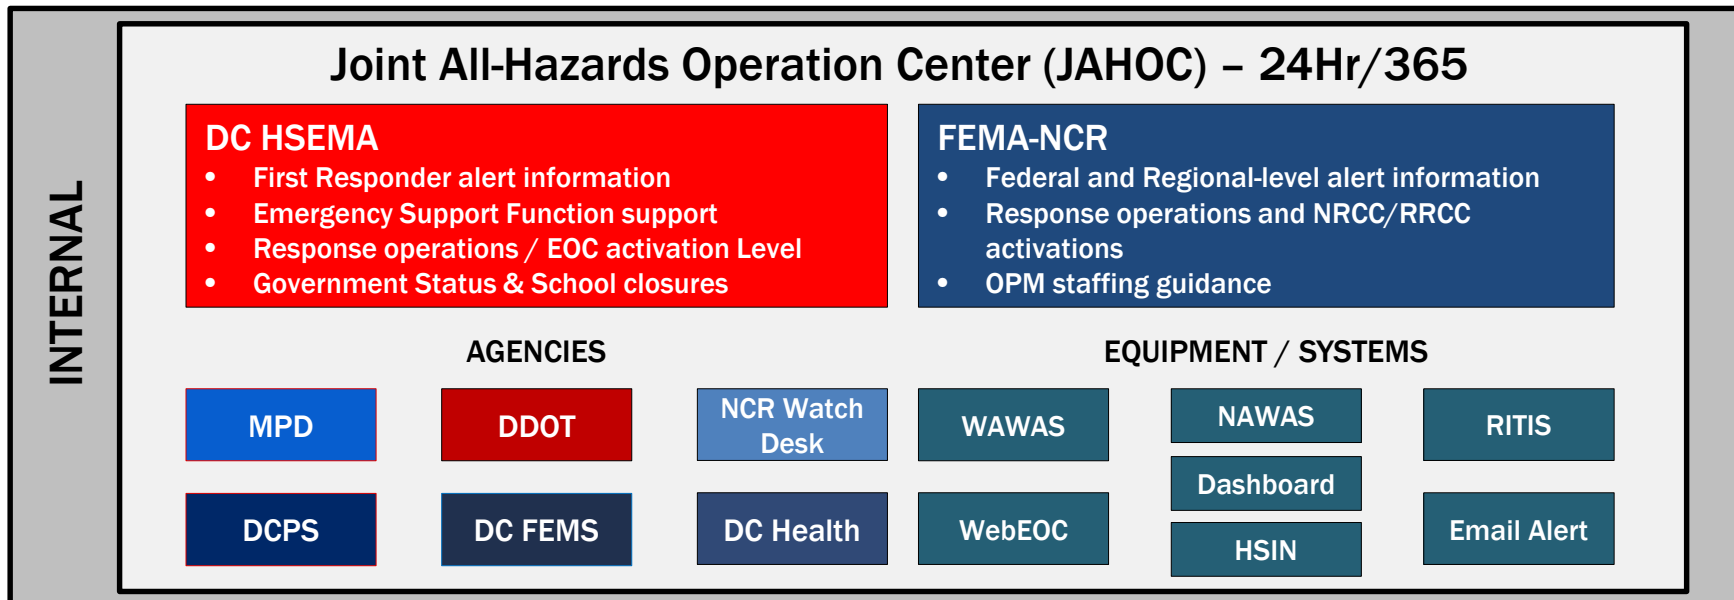 INTERNAL
Joint All-Hazards Operation Center (JAHOC) – 24Hr/365
DC HSEMA
• First Responder alert information
• Emergency Support Function support
• Response operations / EOC activation Level
• Government Status & School closures
FEMA-NCR
• Federal and Regional-level alert information
• Response operations and NRCC/RRCC
activations
• OPM staffing guidance
AGENCIES
MPD
DDOT
NCR Watch
Desk
DCPS
DC FEMS
DC Health
EQUIPMENT / SYSTEMS
WAWAS
NAWAS
RITIS
Dashboard
WebEOC
HSIN
Email Alert